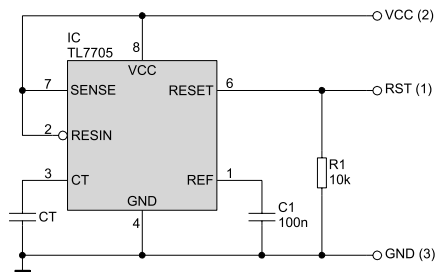 VCC (2)
IC
TL7705
8
VCC
7
SENSE
RESET
6
RST (1)
2
RESIN
3
CT
REF
1
R1
10k
GND
4
CT
C1
100n
GND (3)